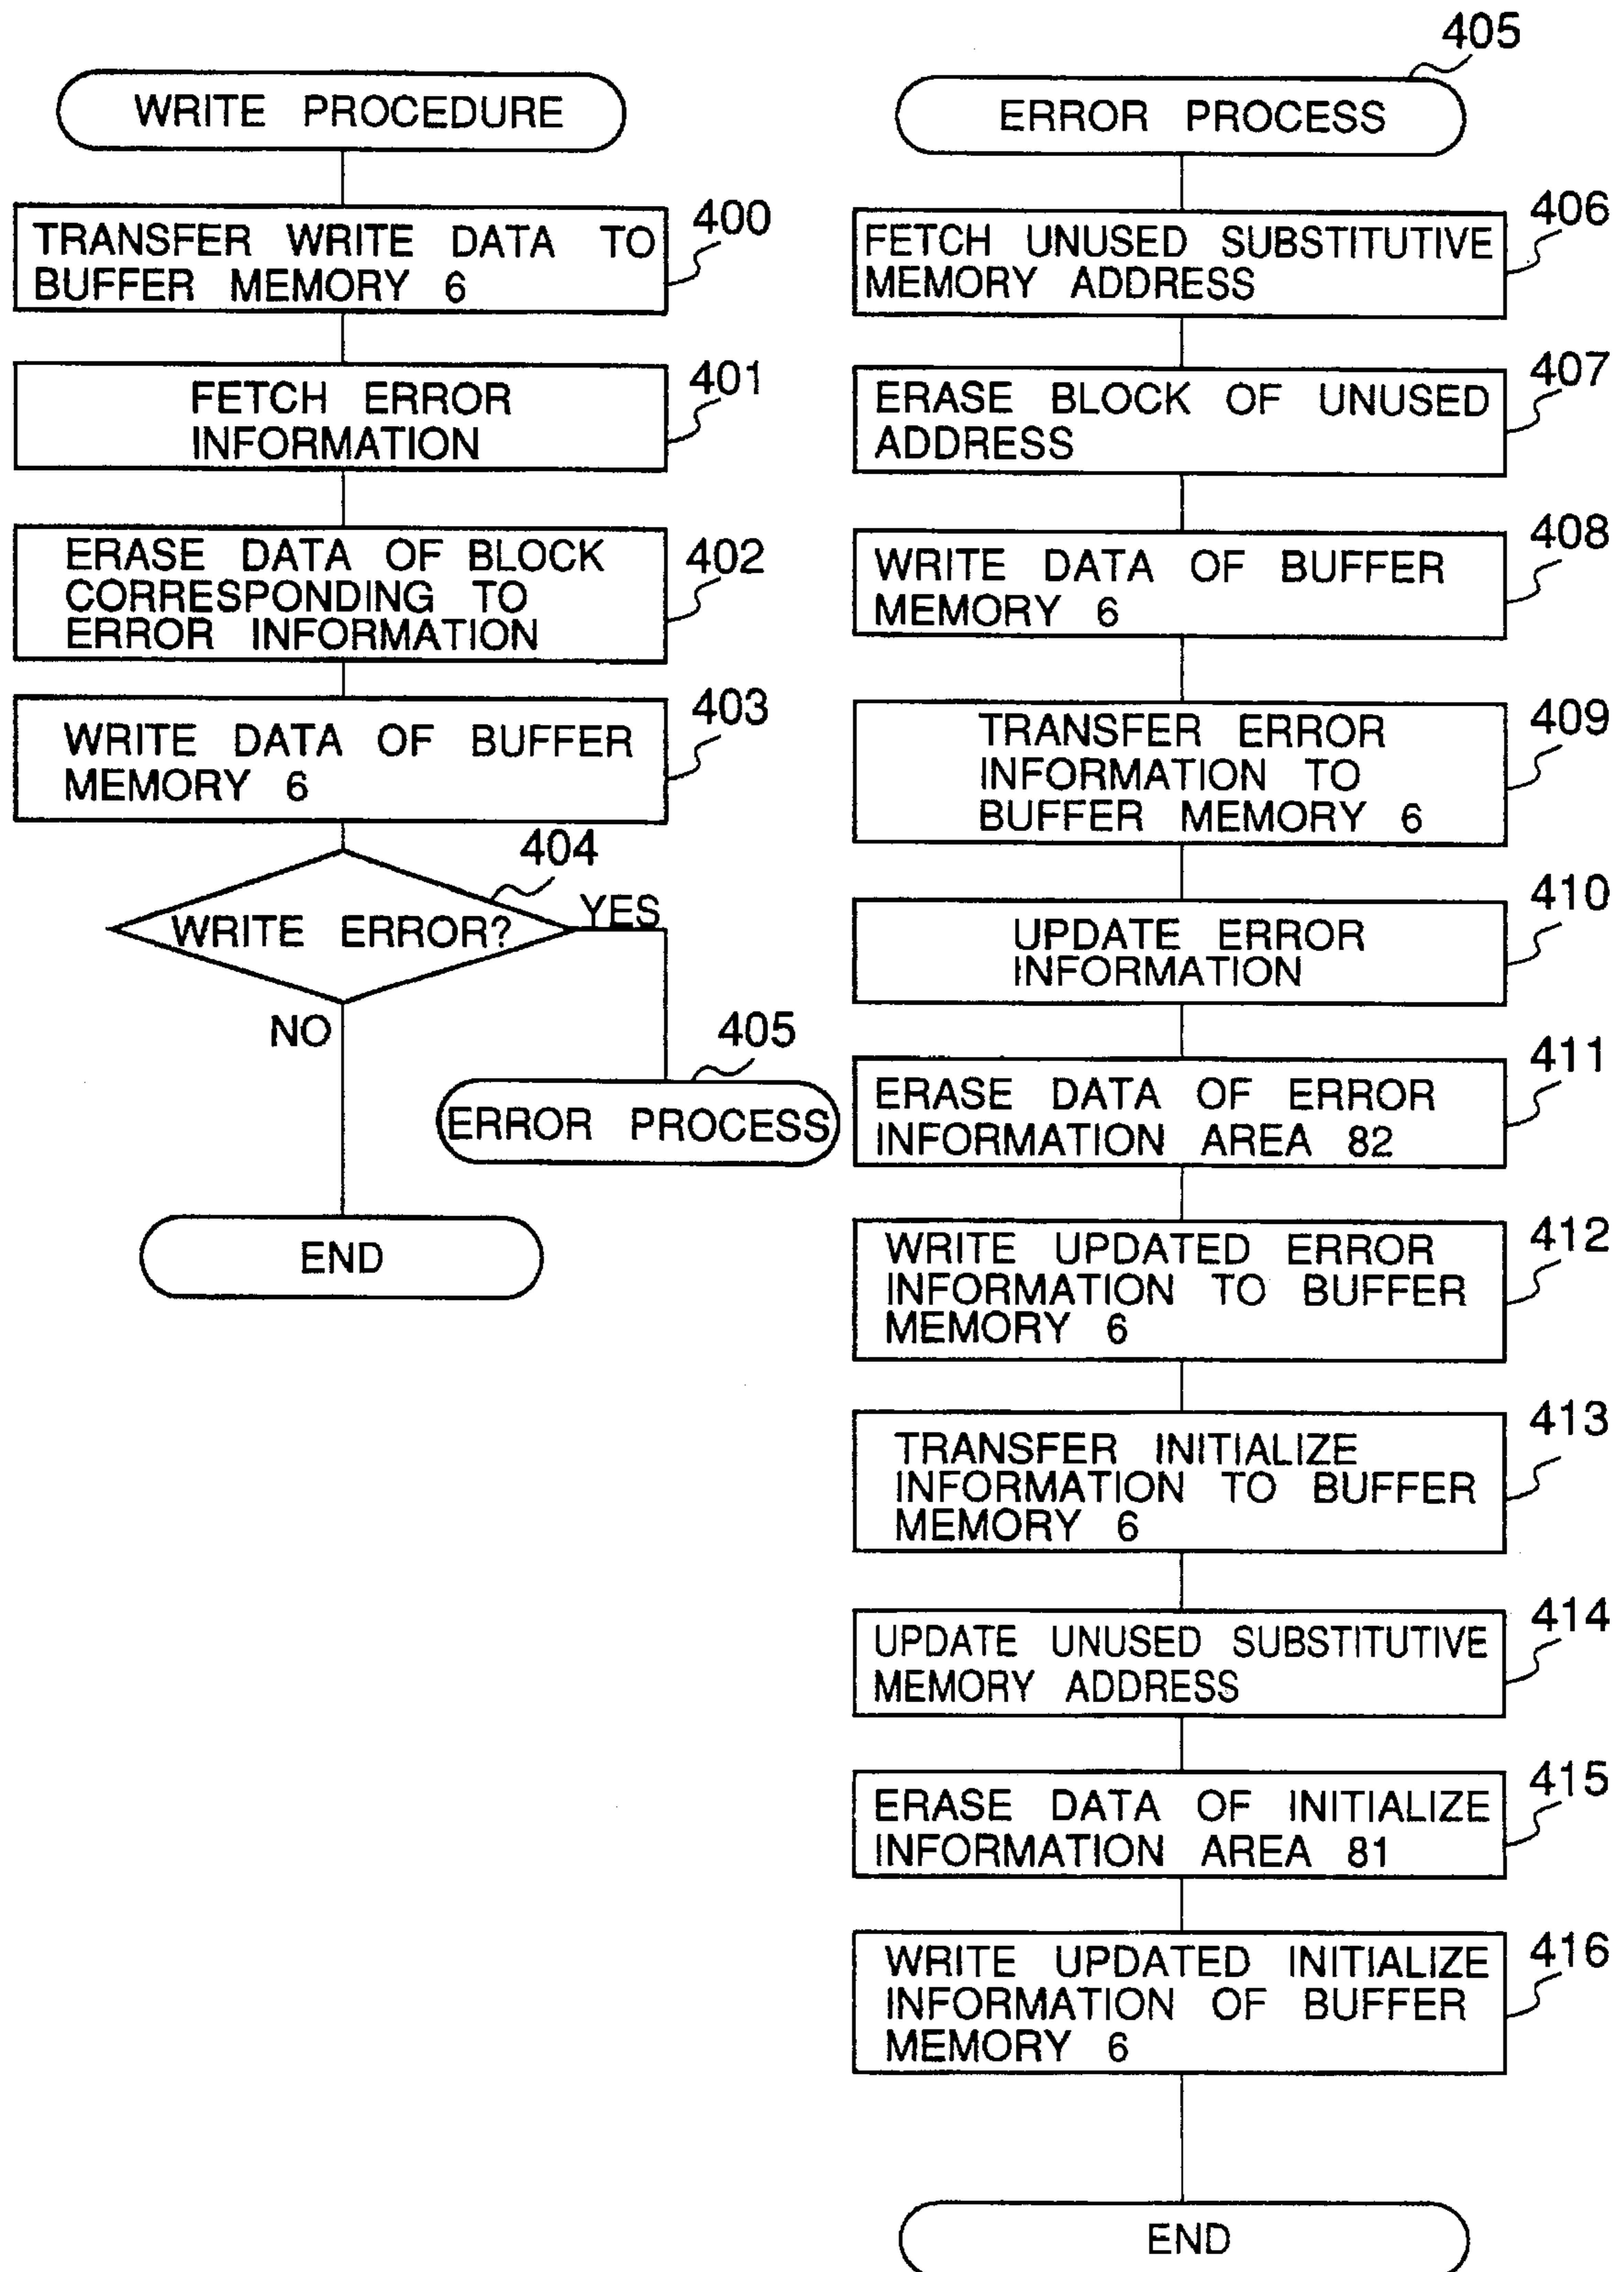 WRITE PROCEDURE
TRANSFER WRITE DATA TO
BUFFER MEMORY 6
400
FETCH ERROR
INFORMATION
401
ERASE DATA OF BLOCK
CORRESPONDING TO
ERROR INFORMATION
402
WRITE DATA OF BUFFER
MEMORY 6
403
404
WRITE ERROR?
YES
NO
405
ERROR PROCESS
END
405
ERROR PROCESS
FETCH UNUSED SUBSTITUTIVE
MEMORY ADDRESS
406
ERASE BLOCK OF UNUSED
ADDRESS
407
WRITE DATA OF BUFFER
MEMORY 6
408
TRANSFER ERROR
INFORMATION TO
BUFFER MEMORY 6
409
UPDATE ERROR
INFORMATION
410
ERASE DATA OF ERROR
INFORMATION AREA 82
411
WRITE UPDATED ERROR
INFORMATION TO BUFFER
MEMORY 6
412
TRANSFER INITIALIZE
INFORMATION TO BUFFER
MEMORY 6
413
UPDATE UNUSED SUBSTITUTIVE
MEMORY ADDRESS
414
ERASE DATA OF INITIALIZE
INFORMATION AREA 81
415
WRITE UPDATED INITIALIZE
INFORMATION OF BUFFER
MEMORY 6
416
END